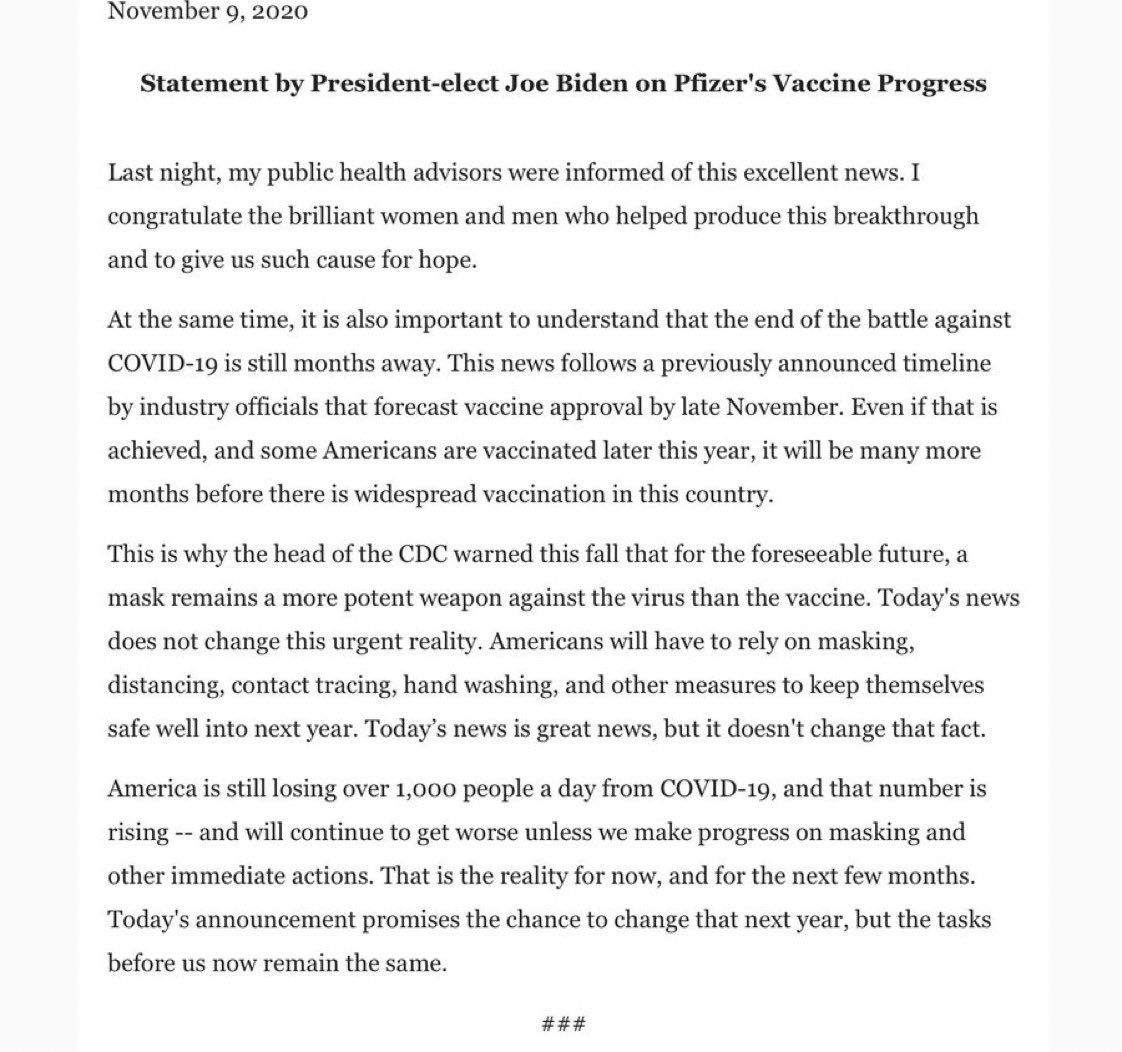 November 9, 2020
Statement by President-elect Joe Biden on Pfizer's Vaccine Progress
Last night, my public health advisors were informed of this excellent news. I
congratulate the brilliant women and men who helped produce this breakthrough
and to give us such cause for hope.
At the same time, it is also important to understand that the end of the battle against
COVID-19 is still months away. This news follows a previously announced timeline
by industry officials that forecast vaccine approval by late November. Even if that is
achieved, and some Americans are vaccinated later this year, it will be many more
months before there is widespread vaccination in this country.
This is why the head of the CDC warned this fall that for the foreseeable future, a
mask remains a more potent weapon against the virus than the vaccine. Today's news
does not change this urgent reality. Americans will have to rely on masking,
distancing, contact tracing, hand washing, and other measures to keep themselves
safe well into next year. Today’s news is great news, but it doesn't change that fact.
America is still losing over 1,000 people a day from COVID-19, and that number is
rising -- and will continue to get worse unless we make progress on masking and
other immediate actions. That is the reality for now, and for the next few months.
Today's announcement promises the chance to change that next year, but the tasks
before us now remain the same.
###